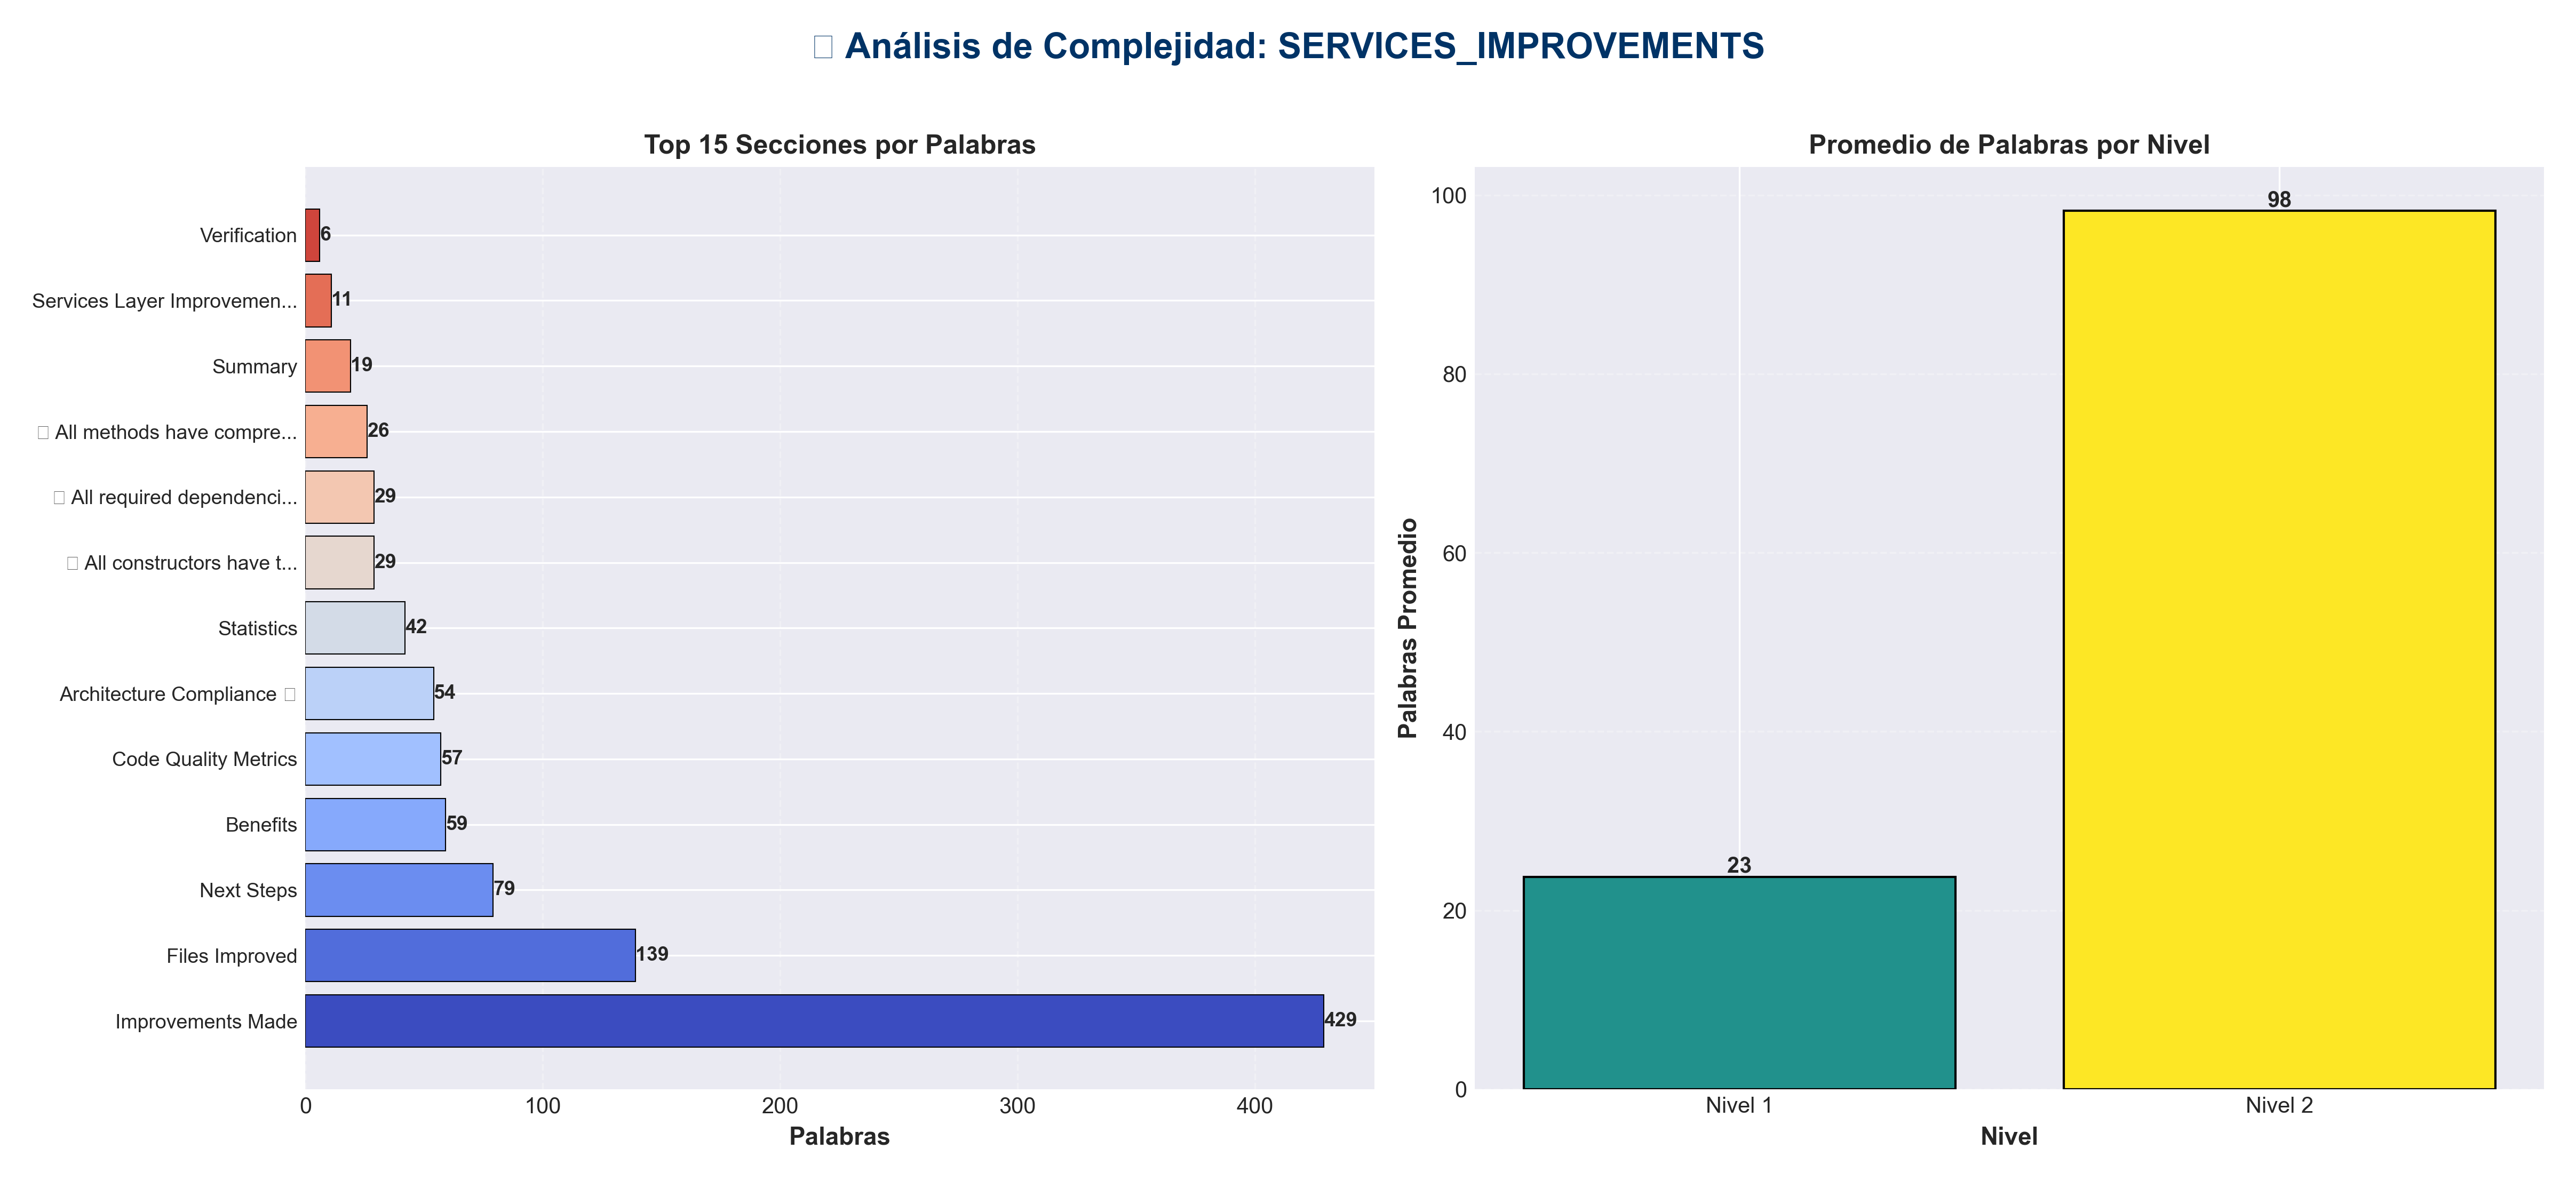 □ Análisis de Complejidad: SERVICES_IMPROVEMENTS
Top 15 Secciones por Palabras
Verification
6
Services Layer Improvemen...
11
Summary
19
□ All methods have compre...
26
□ All required dependenci...
29
□ All constructors have t...
29
Statistics
42
Architecture Compliance □
54
Code Quality Metrics
57
Benefits
59
Next Steps
79
Files Improved
139
Improvements Made
429
0 100 200 300 400
Palabras
Promedio de Palabras por Nivel
Palabras Promedio
100
80
60
40
20
0
23
98
Nivel 1 Nivel 2
Nivel